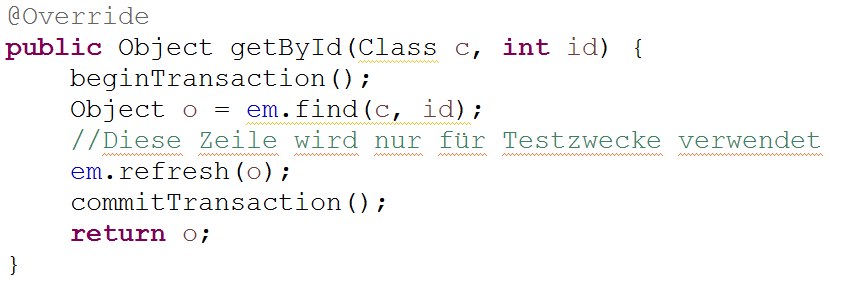 @Override
public Object getById(Class c, int id) {
    beginTransaction();
    Object o = em.find(c, id);
    //Diese Zeile wird nur für Testzwecke verwendet
    em.refresh(o);
    commitTransaction();
    return o;
}